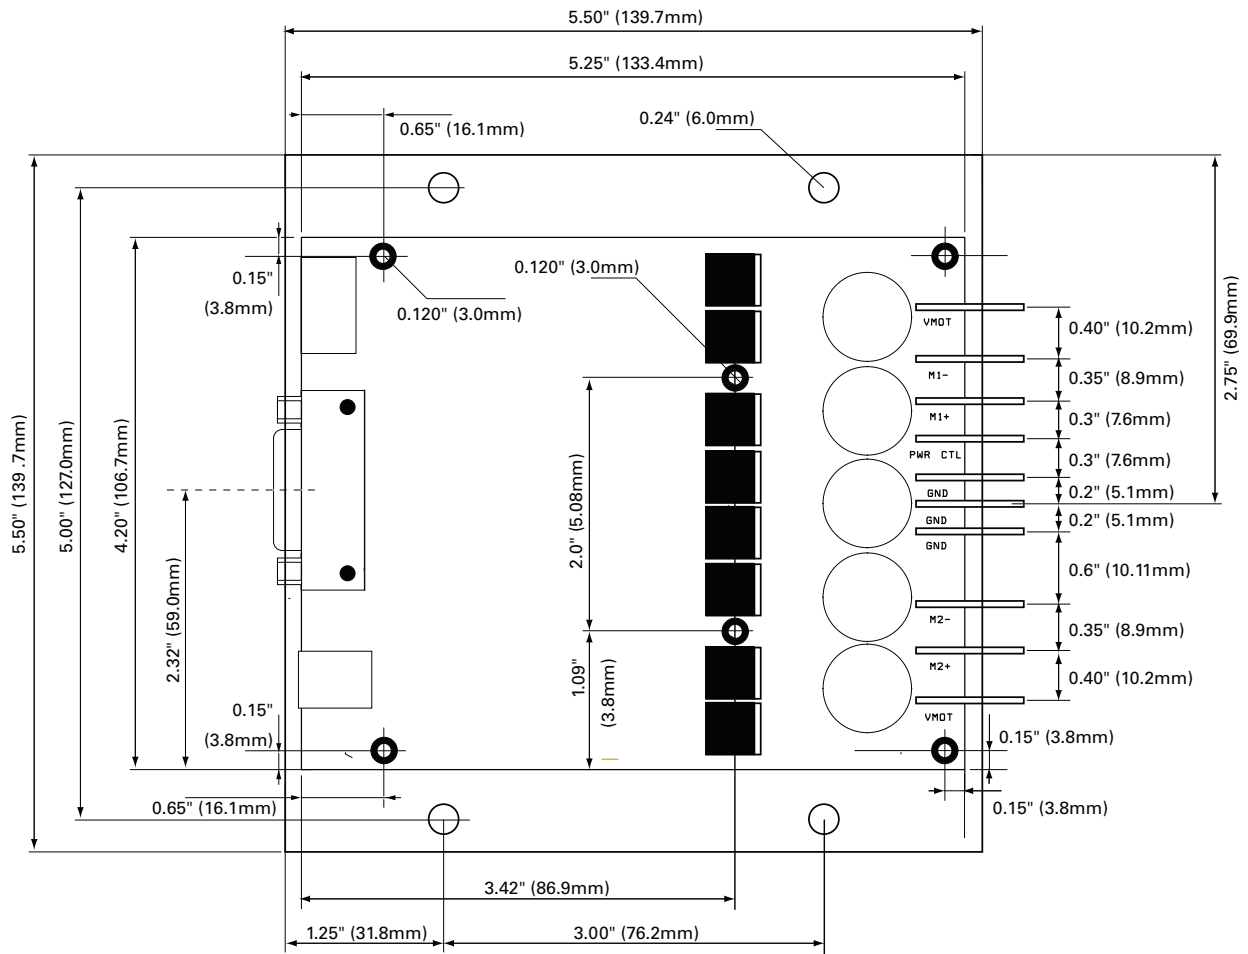 5.50" (139.7mm)
5.25" (133.4mm)
0.65" (16.1mm)
0.24" (6.0mm)
0.15"
(3.8mm)
0.120" (3.0mm)
0.120" (3.0mm)
VMOT
0.40" (10.2mm)
M1-
0.35" (8.9mm)
M1+
0.3" (7.6mm)
PWR CTL
0.3" (7.6mm)
GND
0.2" (5.1mm)
GND
0.2" (5.1mm)
GND
0.6" (10.11mm)
M2-
0.35" (8.9mm)
M2+
0.40" (10.2mm)
VMOT
2.75" (69.9mm)
5.50" (139 .7mm)
5.00" (127.0mm)
4.20" (106.7mm)
2.32" (59.0mm)
2.0" (5.08mm)
1.09"
(3.8mm)
0.15"
(3.8mm)
0.15" (3.8mm)
0.65" (16.1mm)
0.15" (3.8mm)
3.42" (86.9mm)
1.25" (31.8mm)
3.00" (76.2mm)